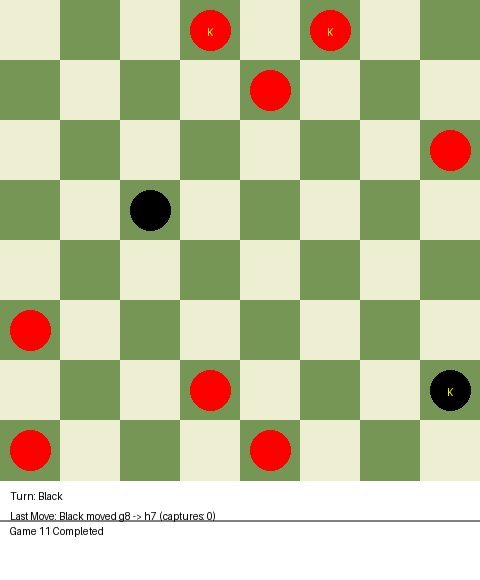 K
K
K
Turn: Black
Last Move: Black moved g8 -> h7 (captures: 0)
Game 11 Completed